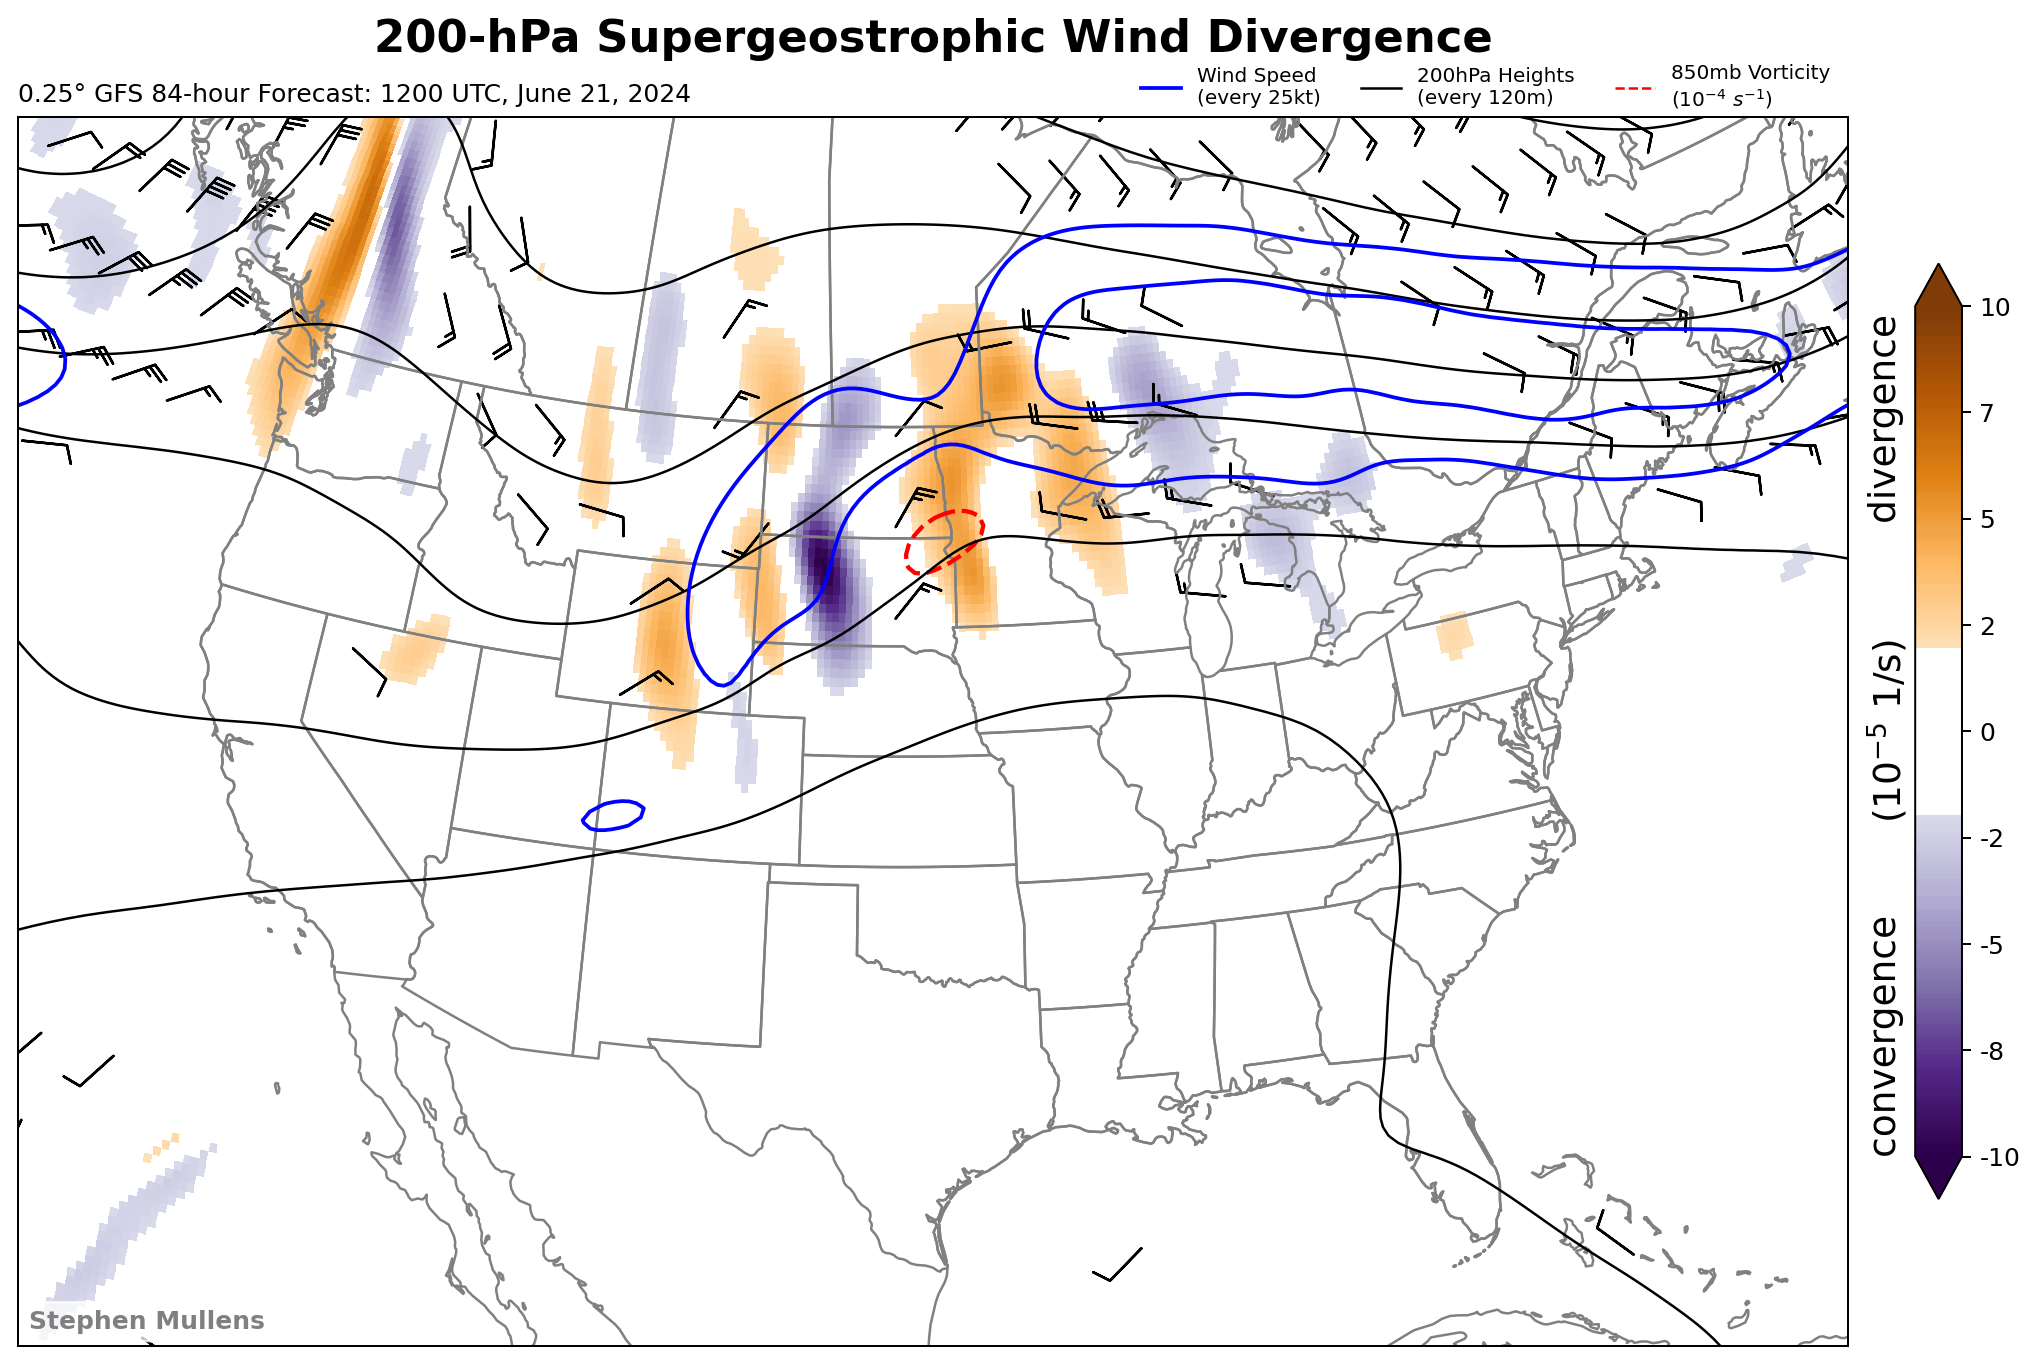 200-hPa Supergeostrophic Wind Divergence
0.25° GFS 84-hour Forecast: 1200 UTC, June 21, 2024
Wind Speed
(every 25kt)
200hPa Heights
(every 120m)
850mb Vorticity
(10⁻⁴ s⁻¹)
10
7
5
2
0
-2
-5
-8
-10
convergence (10⁻⁵ 1/s) divergence
Stephen Mullens